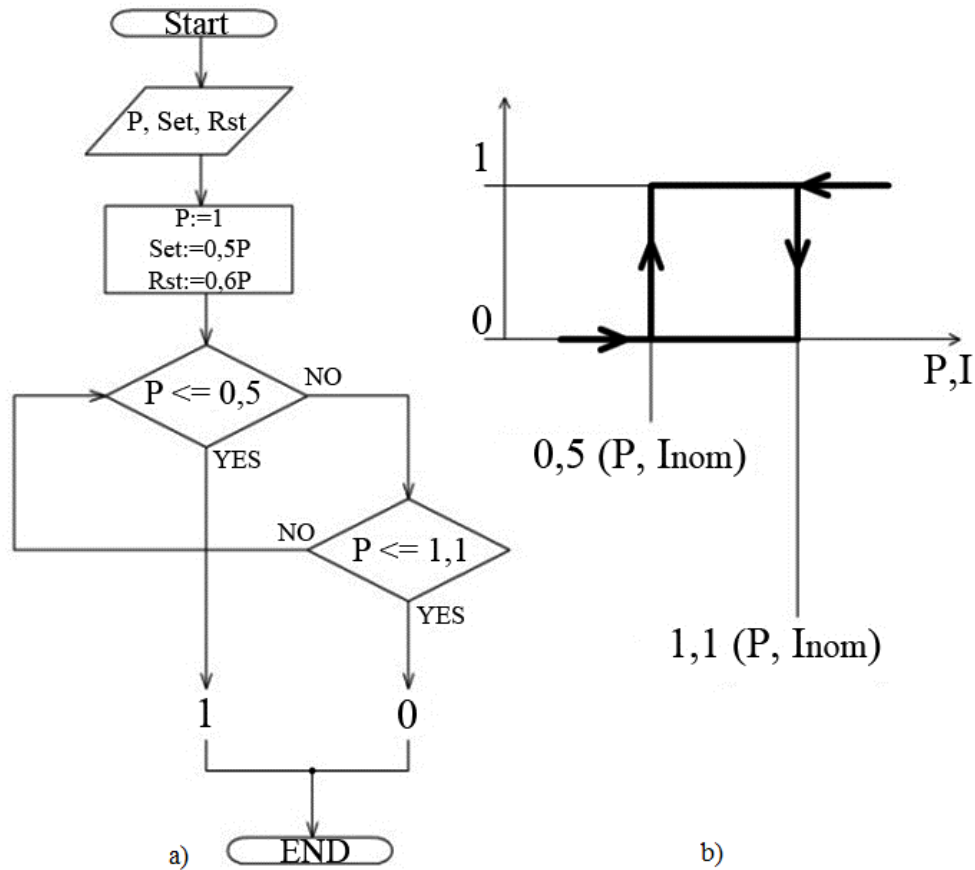 Start
P, Set, Rst
P:=1
Set:=0,5P
Rst:=0,6P
P <= 0,5
NO
YES
NO
P <= 1,1
YES
1
0
END
a)
1
0
P,I
0,5 (P, Inom)
1,1 (P, Inom)
b)